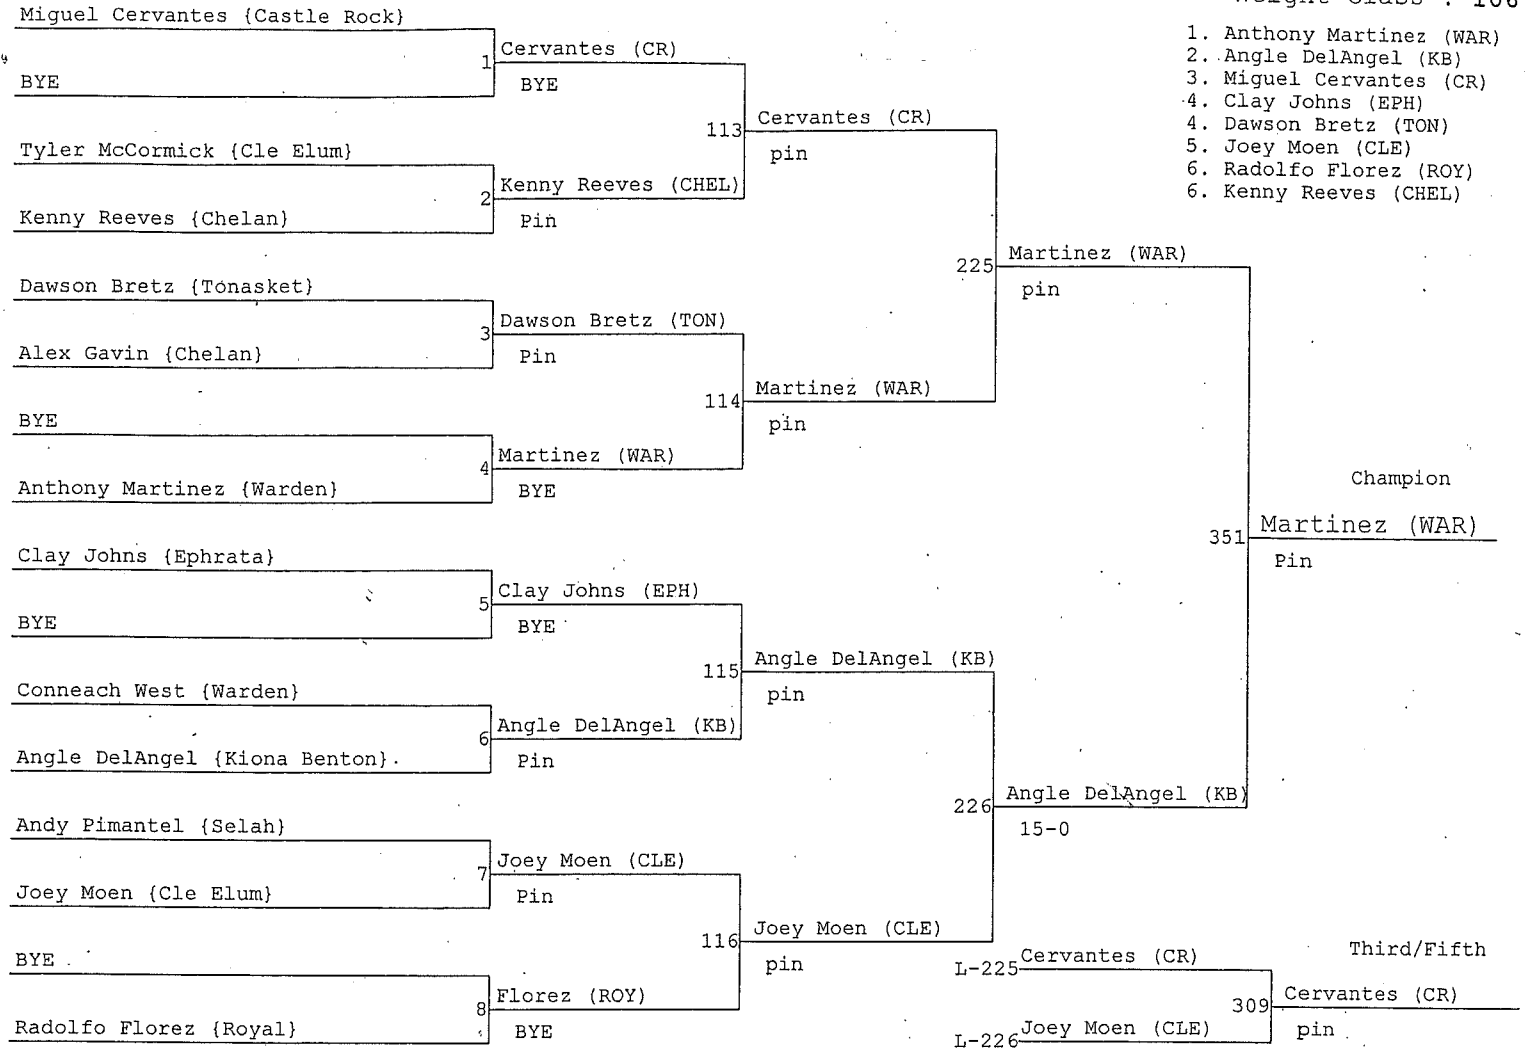 Weight Class : 106
Miguel Cervantes {Castle Rock}
1. Anthony Martinez (WAR)
2. Angle DelAngel (KB)
3. Miguel Cervantes (CR)
4. Clay Johns (EPH)
4. Dawson Bretz (TON)
5. Joey Moen (CLE)
6. Radolfo Florez (ROY)
6. Kenny Reeves (CHEL)
1 Cervantes (CR)
BYE
BYE
113 Cervantes (CR)
pin
Tyler McCormick {Cle Elum}
2 Kenny Reeves (CHEL)
Pin
Kenny Reeves {Chelan}
225 Martinez (WAR)
pin
Dawson Bretz {Tonasket}
3 Dawson Bretz (TON)
Pin
Alex Gavin {Chelan}
114 Martinez (WAR)
pin
BYE
4 Martinez (WAR)
BYE
Anthony Martinez {Warden}
Champion
351 Martinez (WAR)
Pin
Clay Johns {Ephrata}
5 Clay Johns (EPH)
BYE
BYE
115 Angle DelAngel (KB)
pin
Conneach West {Warden}
6 Angle DelAngel (KB)
Pin
Angle DelAngel {Kiona Benton}
226 Angle DelAngel (KB)
15-0
Andy Pimantel {Selah}
7 Joey Moen (CLE)
Pin
Joey Moen {Cle Elum}
116 Joey Moen (CLE)
pin
BYE
8 Florez (ROY)
BYE
Radolfo Florez {Royal}
Third/Fifth
L-225 Cervantes (CR)
309 Cervantes (CR)
pin
L-226 Joey Moen (CLE)